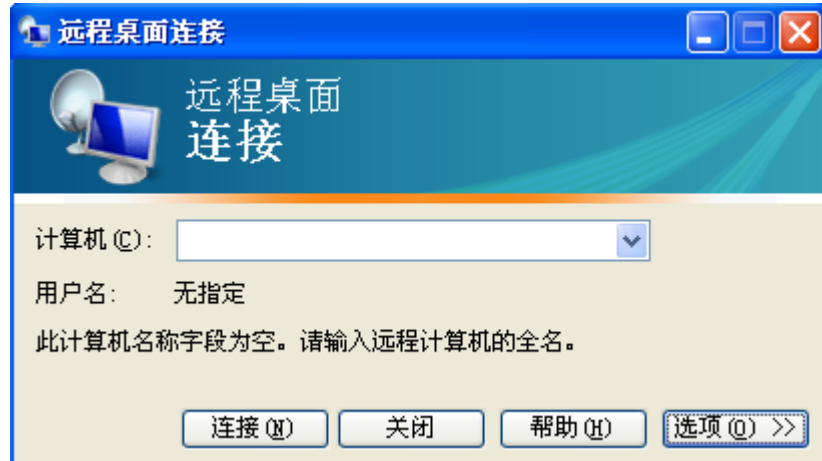 远程桌面连接
远程桌面
连接
计算机(C):
用户名: 无指定
此计算机名称字段为空。请输入远程计算机的全名。
连接(N) 关闭 帮助(H) 选项(O) >>